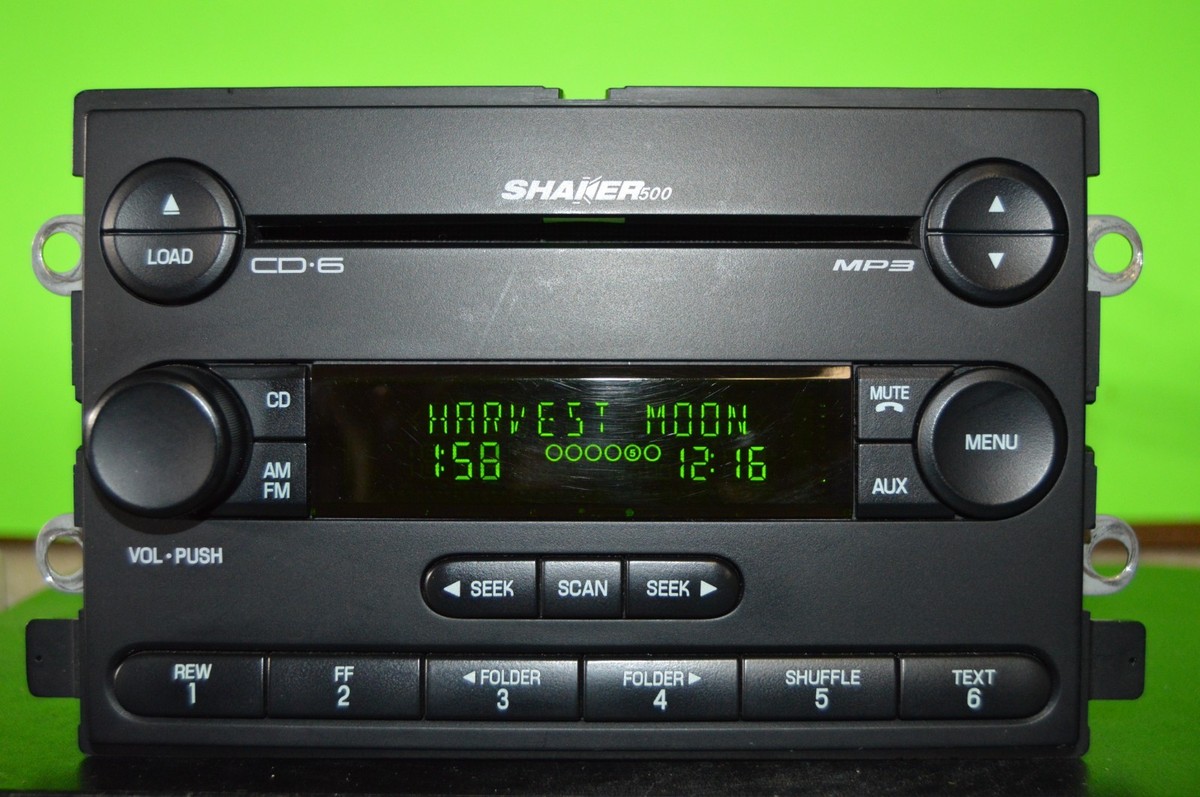 SHAKER500
LOAD
CD·6
MP3
CD
MUTE
HARVEST MOON
MENU
1:58
5
12:16
AM
FM
AUX
VOL·PUSH
SEEK SCAN SEEK
REW FF FOLDER FOLDER SHUFFLE TEXT
1 2 3 4 5 6